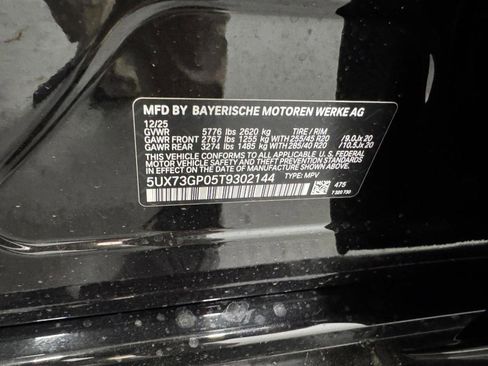 MFD BY BAYERISCHE MOTOREN WERKE AG
12/25
GVWR 5776 lbs 2620 kg TIRE / RIM
GAWR FRONT 2767 lbs 1255 kg WITH 255/45 R20 /9.0Jx20
GAWR REAR 3274 lbs 1485 kg WITH 285/40 R20 /10.5Jx20
THIS VEHICLE CONFORMS TO ALL APPLICABLE U.S. FEDERAL
MOTOR VEHICLE SAFETY AND THEFT PREVENTION STANDARDS
IN EFFECT ON THE DATE OF MANUFACTURE SHOWN ABOVE.
5UX73GP05T9302144 TYPE: MPV
475